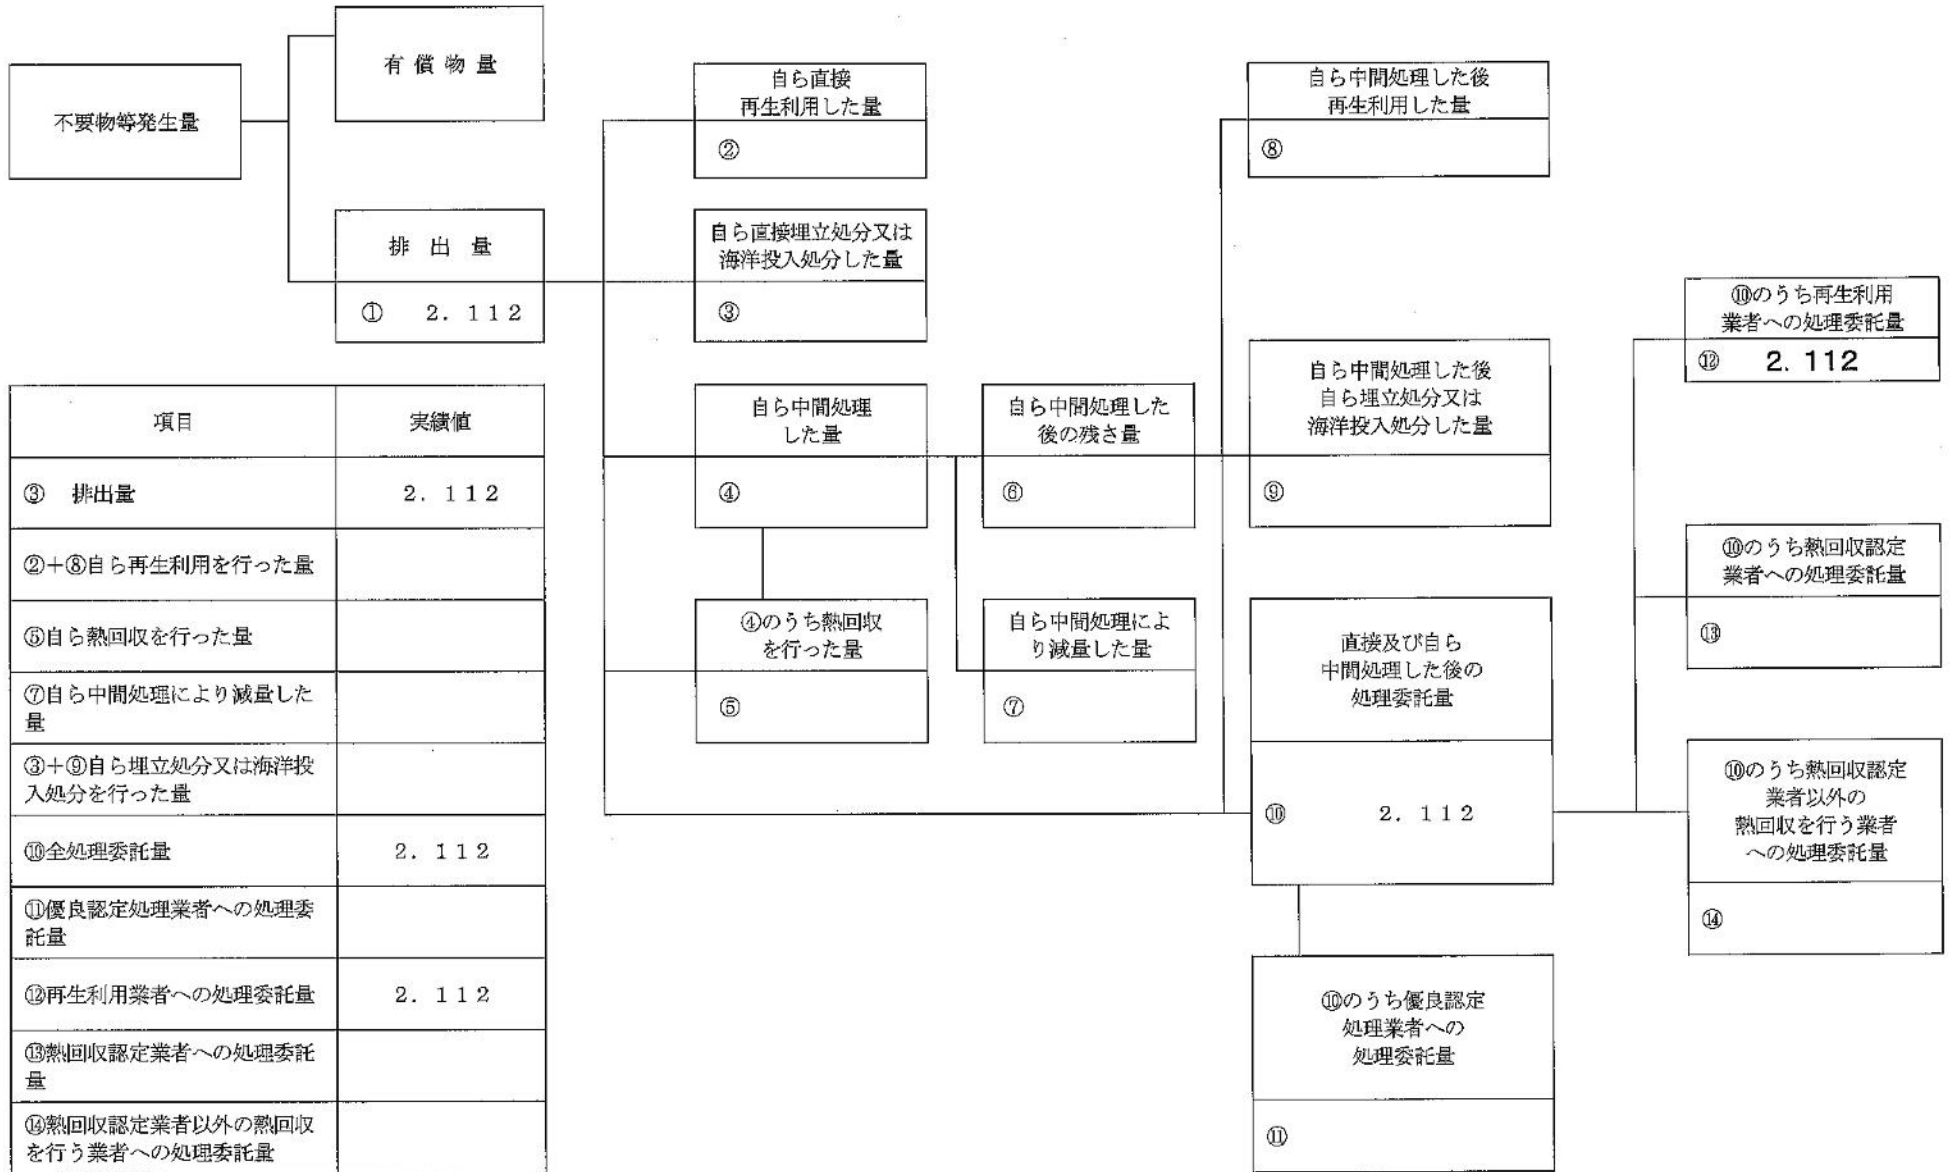 不要物等発生量
有償物量
排出量
① 2.112
自ら直接
再生利用した量
②
自ら直接埋立処分又は
海洋投入処分した量
③
自ら中間処理
した量
④
④のうち熱回収
を行った量
⑤
自ら中間処理した
後の残さ量
⑥
自ら中間処理によ
り減量した量
⑦
自ら中間処理した後
再生利用した量
⑧
自ら中間処理した後
自ら埋立処分又は
海洋投入処分した量
⑨
直接及び自ら
中間処理した後の
処理委託量
⑩ 2.112
⑩のうち優良認定
処理業者への
処理委託量
⑪
⑩のうち再生利用
業者への処理委託量
⑫ 2.112
⑩のうち熱回収認定
業者への処理委託量
⑬
⑩のうち熱回収認定
業者以外の
熱回収を行う業者
への処理委託量
⑭
項目 実績値
③ 排出量 2.112
②+⑧自ら再生利用を行った量
⑤自ら熱回収を行った量
⑦自ら中間処理により減量した
量
③+⑨自ら埋立処分又は海洋投
入処分を行った量
⑩全処理委託量 2.112
⑪優良認定処理業者への処理委
託量
⑫再生利用業者への処理委託量 2.112
⑬熱回収認定業者への処理委託
量
⑭熱回収認定業者以外の熱回収
を行う業者への処理委託量